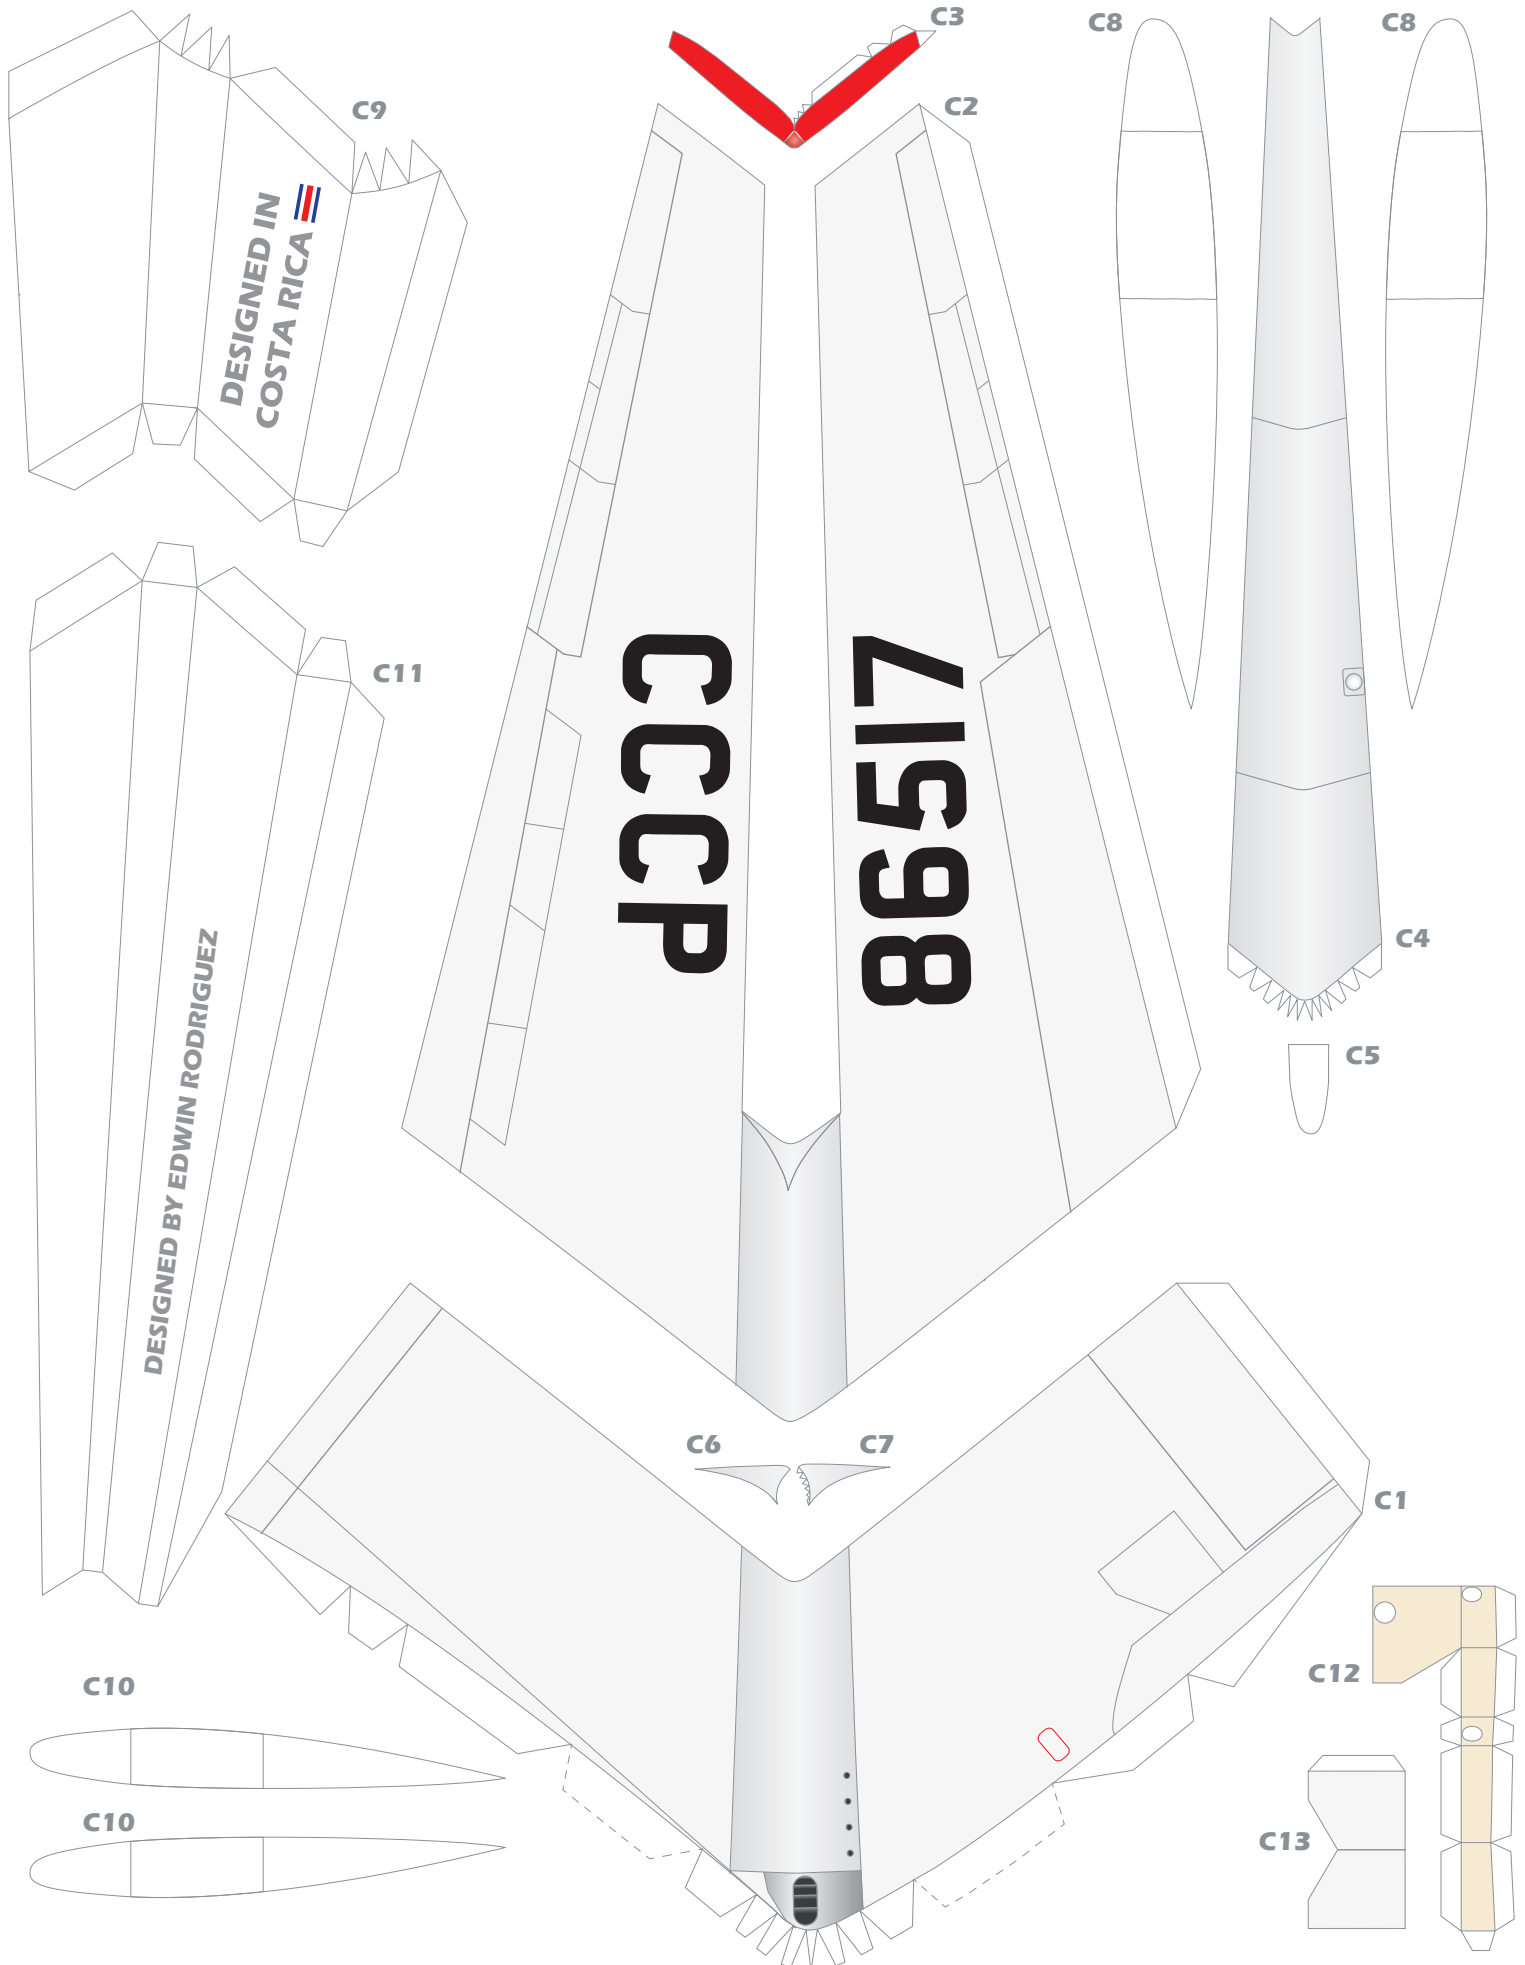 C3
C8
C8
C2
C9
DESIGNED IN
COSTA RICA
C11
CCCP
86517
C4
C5
DESIGNED BY EDWIN RODRIGUEZ
C6
C7
C1
C12
C10
C10
C13